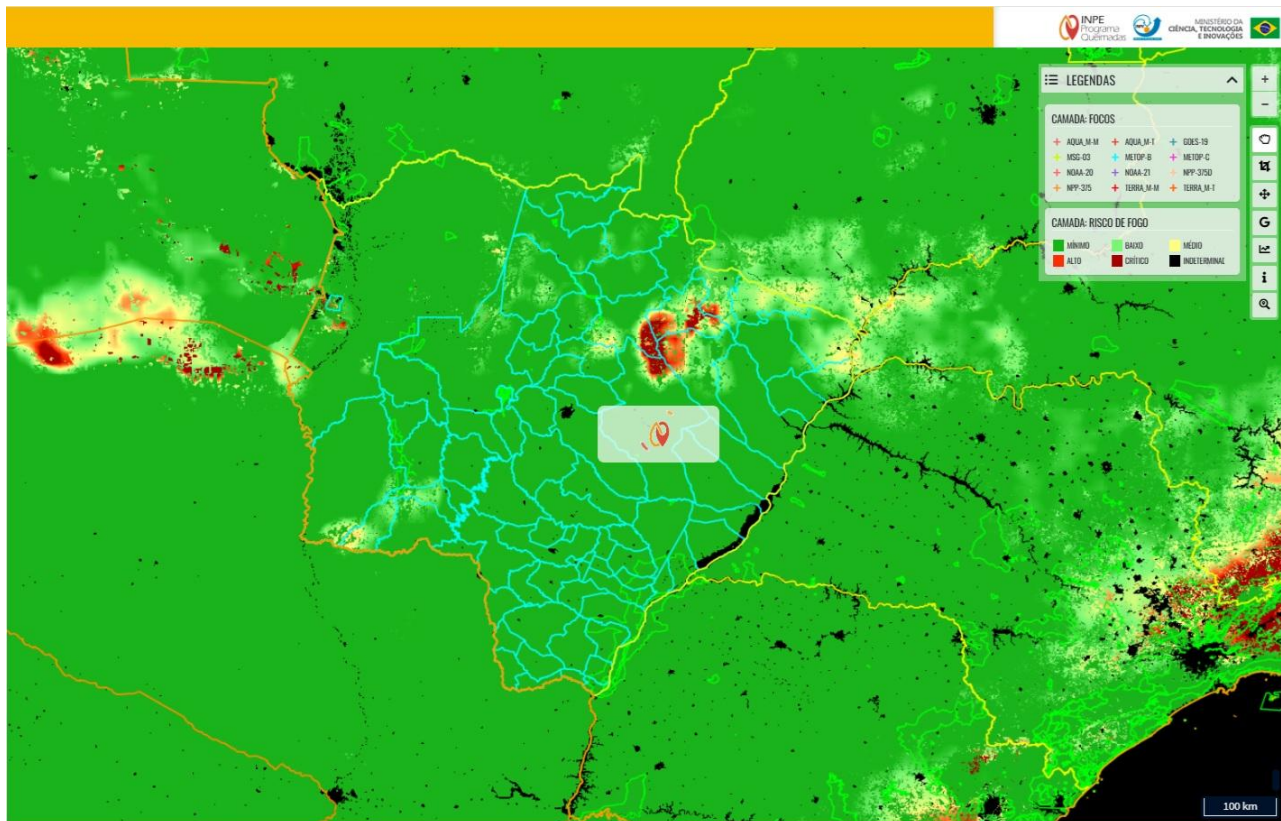 INPE
Programa
Queimadas
MINISTÉRIO DA
CIÊNCIA, TECNOLOGIA
E INOVAÇÕES
LEGENDAS
CAMADA: FOCOS
AQUA_M-M
AQUA_M-T
GOES-19
MSG-03
METOP-B
METOP-C
NOAA-20
NOAA-21
NPP-375D
NPP-375
TERRA_M-M
TERRA_M-T
CAMADA: RISCO DE FOGO
MÍNIMO
BAIXO
MÉDIO
ALTO
CRÍTICO
INDETERMINAD
+
−
G
i
100 km